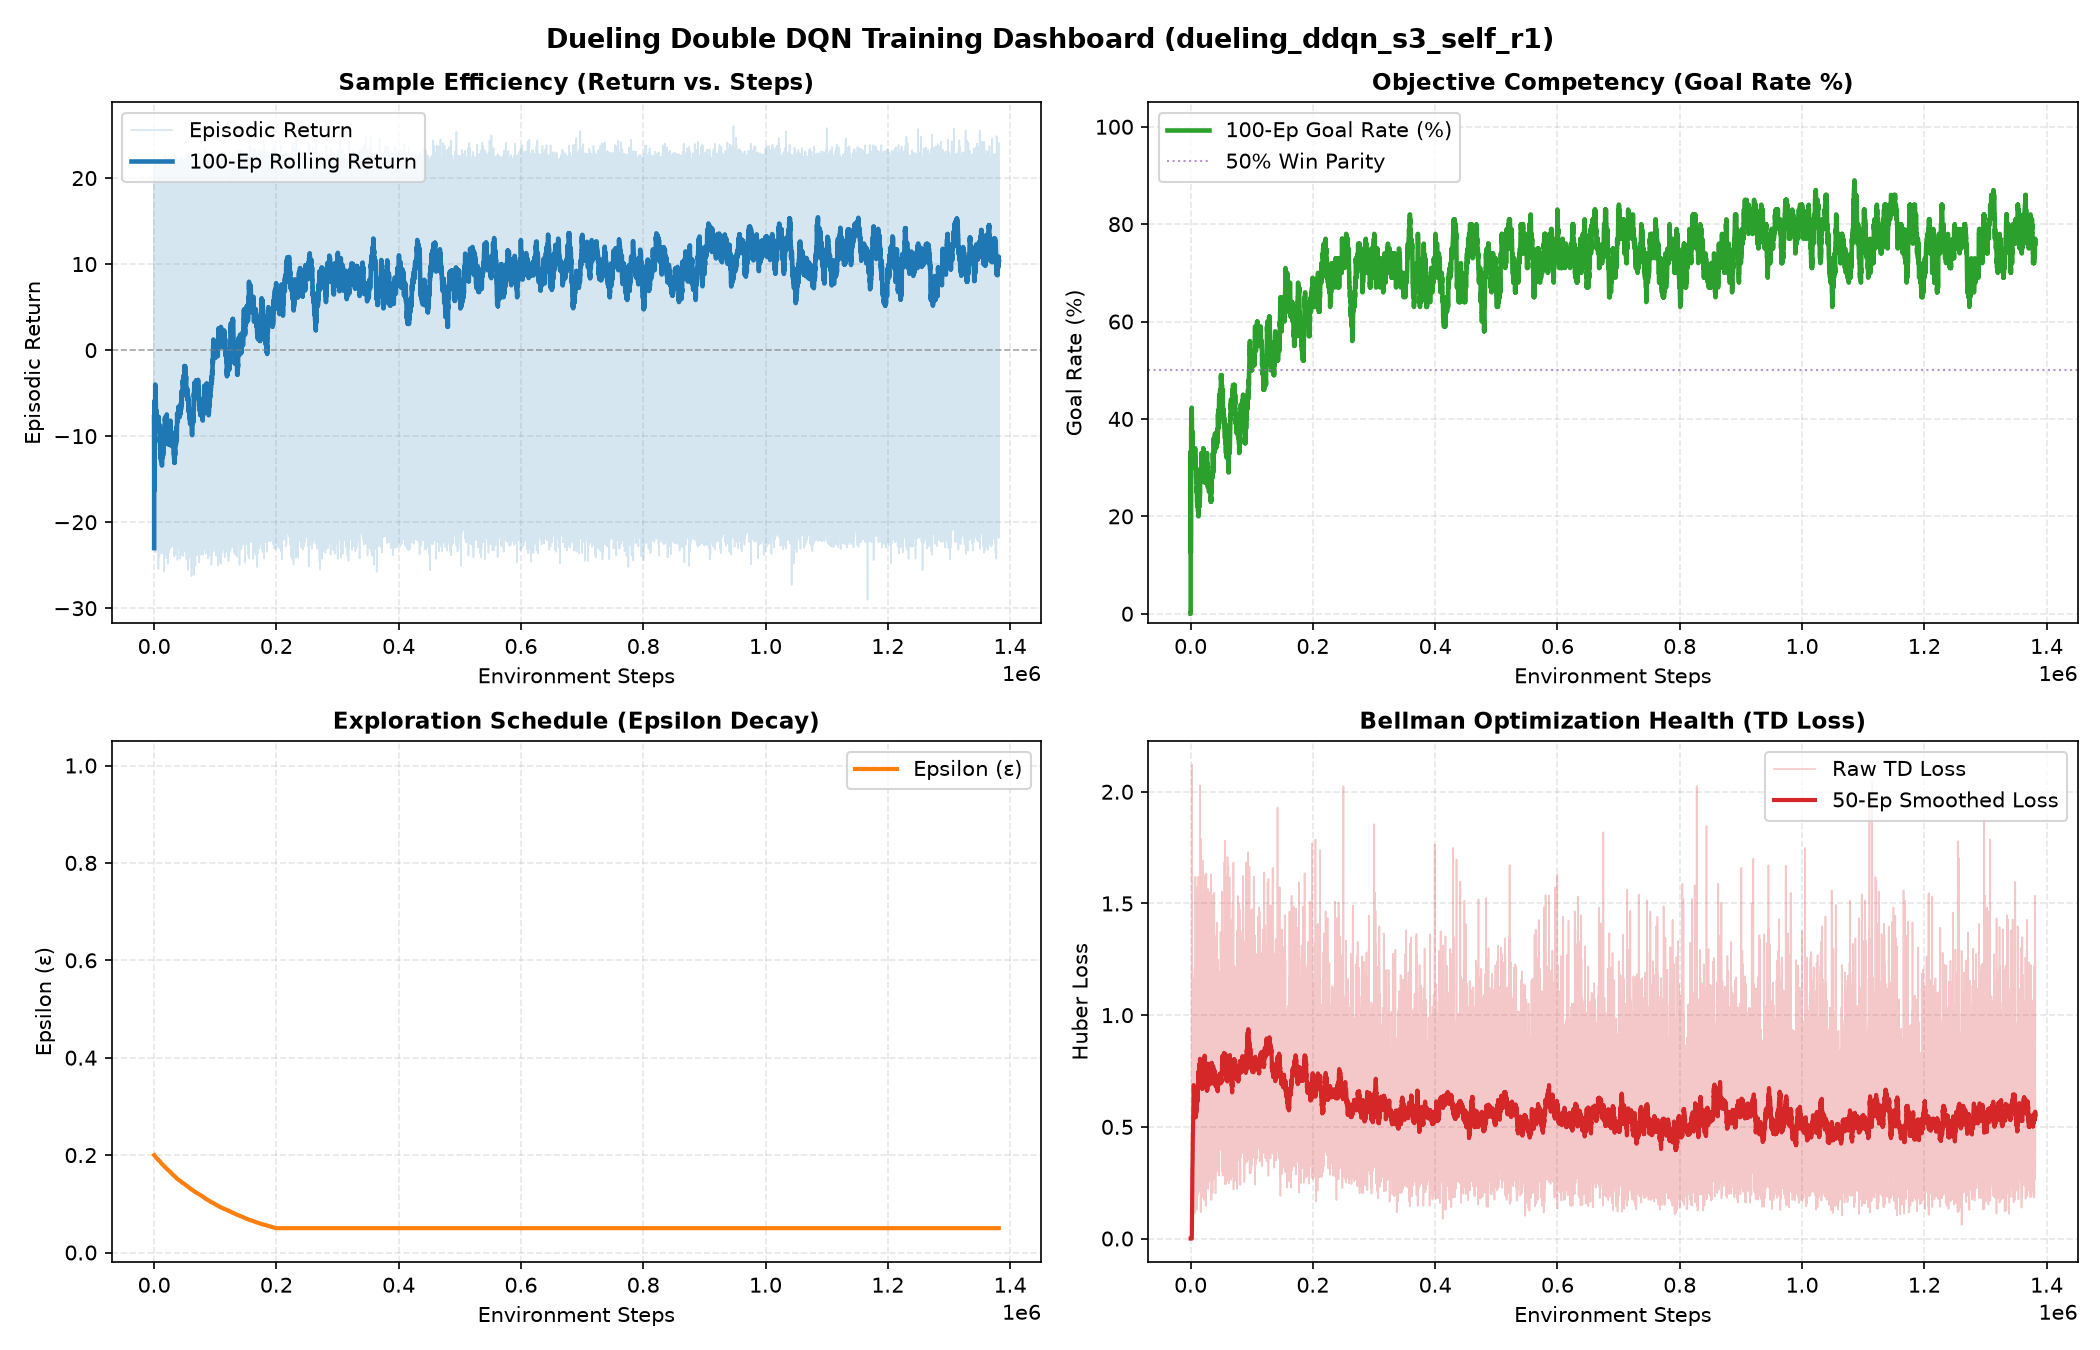 Dueling Double DQN Training Dashboard (dueling_ddqn_s3_self_r1)
Sample Efficiency (Return vs. Steps)
Episodic Return
100-Ep Rolling Return
20
10
0
−10
−20
−30
Episodic Return
0.0 0.2 0.4 0.6 0.8 1.0 1.2 1.4
1e6
Environment Steps
Objective Competency (Goal Rate %)
100-Ep Goal Rate (%)
50% Win Parity
100
80
60
40
20
0
Goal Rate (%)
0.0 0.2 0.4 0.6 0.8 1.0 1.2 1.4
1e6
Environment Steps
Exploration Schedule (Epsilon Decay)
Epsilon (ε)
1.0
0.8
0.6
0.4
0.2
0.0
Epsilon (ε)
0.0 0.2 0.4 0.6 0.8 1.0 1.2 1.4
1e6
Environment Steps
Bellman Optimization Health (TD Loss)
Raw TD Loss
50-Ep Smoothed Loss
2.0
1.5
1.0
0.5
0.0
Huber Loss
0.0 0.2 0.4 0.6 0.8 1.0 1.2 1.4
1e6
Environment Steps